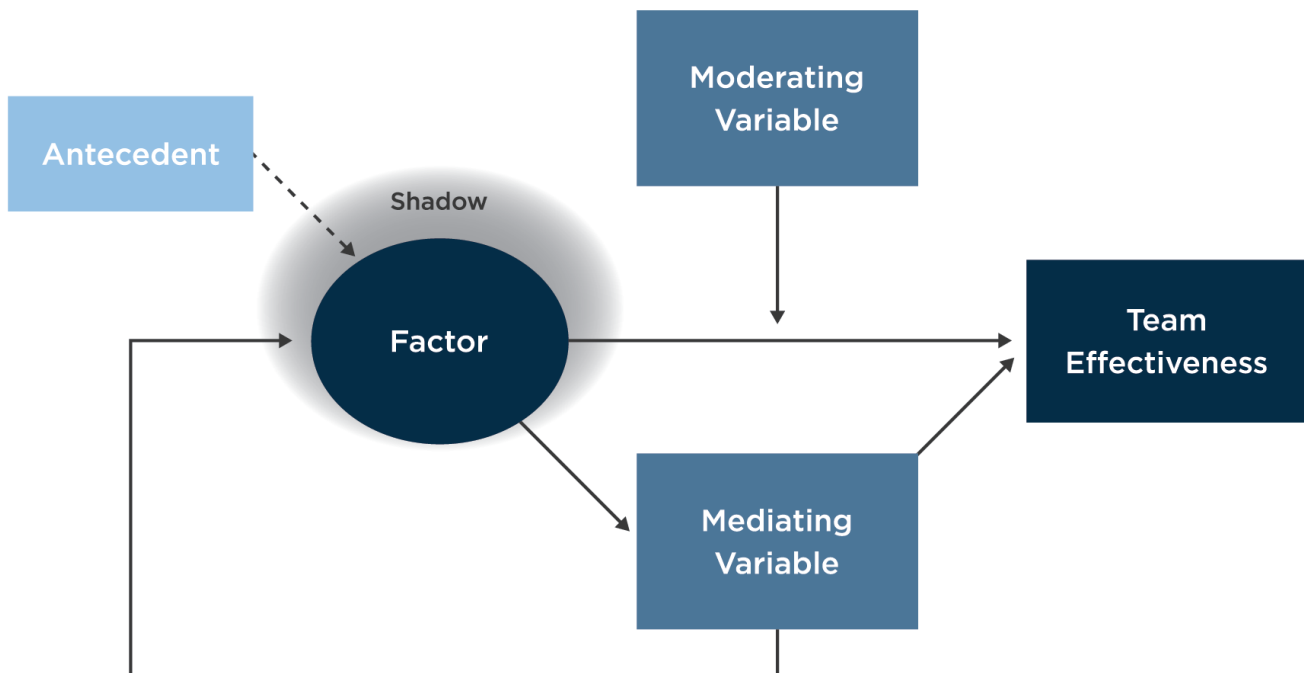 Moderating
Variable
Antecedent
Shadow
Factor
Team
Effectiveness
Mediating
Variable